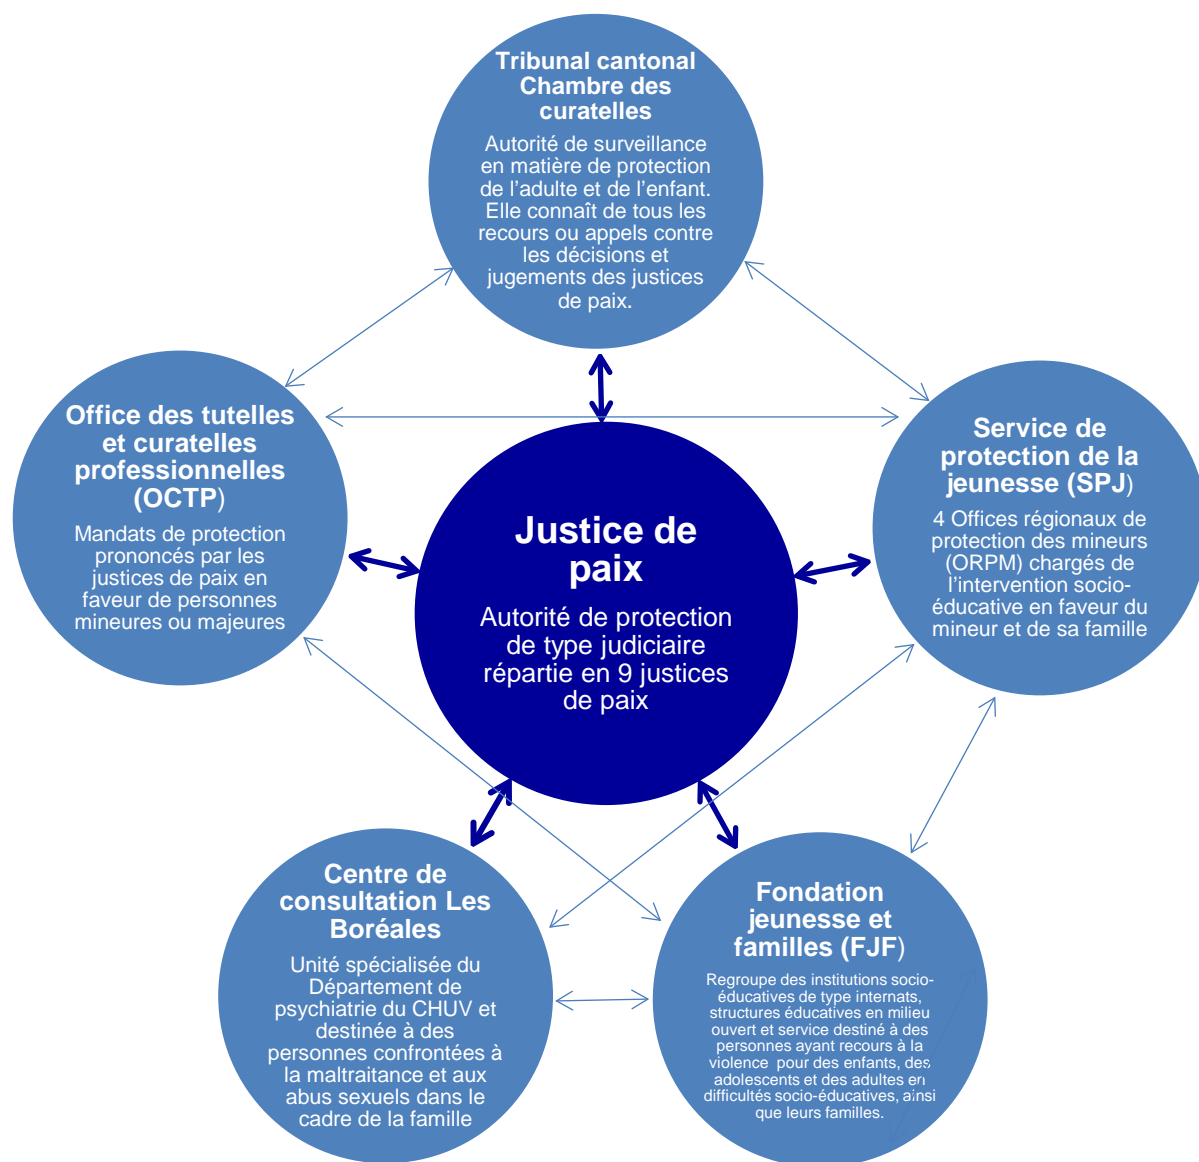 Tribunal cantonal
Chambre des
curatelles
Autorité de surveillance
en matière de protection
de l’adulte et de l’enfant.
Elle connaît de tous les
recours ou appels contre
les décisions et
jugements des justices
de paix.
Office des tutelles
et curatelles
professionnelles
(OCTP)
Mandats de protection
prononcés par les
justices de paix en
faveur de personnes
mineures ou majeures
Service de
protection de la
jeunesse (SPJ)
4 Offices régionaux de
protection des mineurs
(ORPM) chargés de
l’intervention socio-
éducative en faveur du
mineur et de sa famille
Justice de
paix
Autorité de protection
de type judiciaire
répartie en 9 justices
de paix
Centre de
consultation Les
Boréales
Unité spécialisée du
Département de
psychiatrie du CHUV et
destinée à des
personnes confrontées à
la maltraitance et aux
abus sexuels dans le
cadre de la famille
Fondation
jeunesse et
familles (FJF)
Regroupe des institutions socio-
éducatives de type internats,
structures éducatives en milieu
ouvert et service destiné à des
personnes ayant recours à la
violence pour des enfants, des
adolescents et des adultes en
difficultés socio-éducatives, ainsi
que leurs familles.